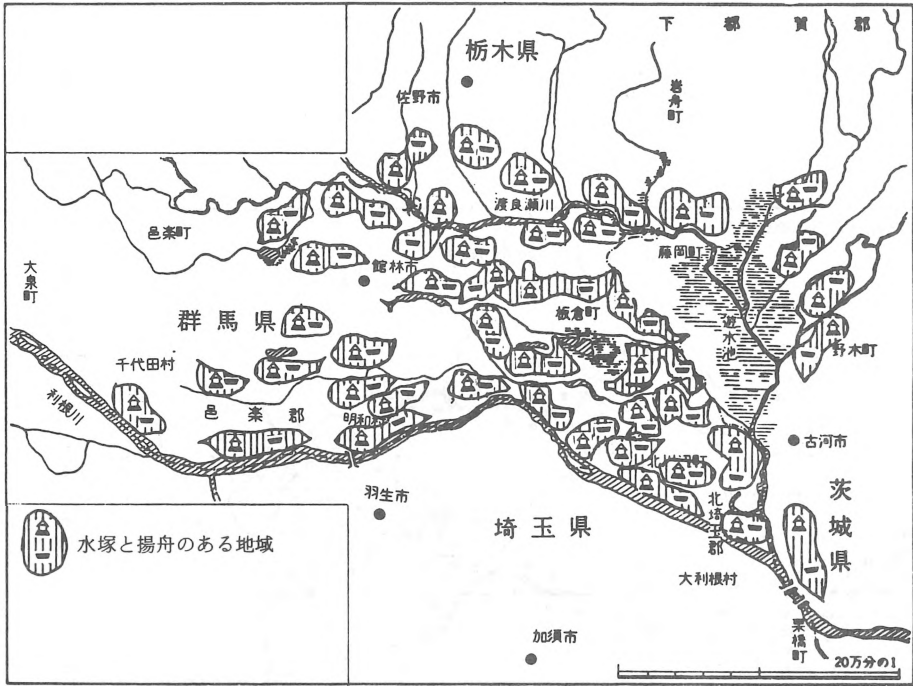 下都賀郡
栃木県
佐野市
岩舟町
渡良瀬川
邑楽町
藤岡町
大泉町
館林市
群馬県
板倉町
遊水池
野木町
千代田村
利根川
邑楽郡
古河市
羽生市
茨城県
埼玉県
北埼玉郡
水塚と揚舟のある地域
大利根村
加須市
栗橋町
20万分の1